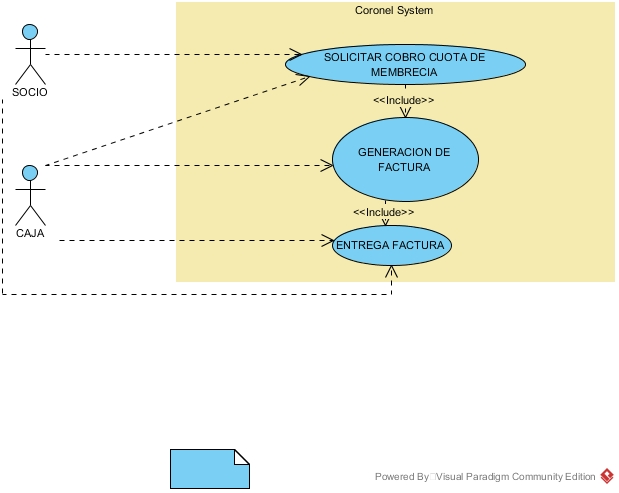 Coronel System
SOLICITAR COBRO CUOTA DE
MEMBRECIA
SOCIO
<<Include>>
GENERACION DE
FACTURA
<<Include>>
CAJA
ENTREGA FACTURA
Powered By Visual Paradigm Community Edition